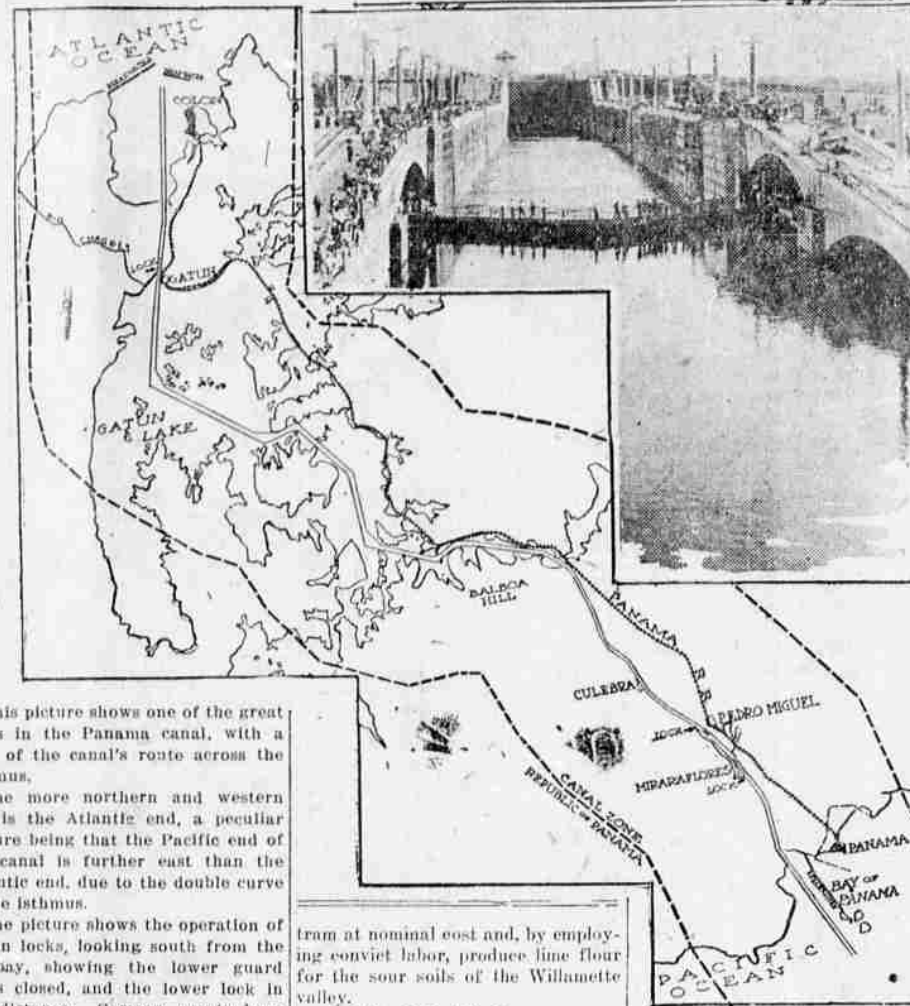 ATLANTIC
OCEAN
COLON
CHAGRES
LOCK
GATUN
GATUN
LAKE
BALBOA
HILL
PANAMA
R R
CULEBRA
PEDRO MIGUEL
LOCK
MIRARAFLORES
LOCK
CANAL ZONE
REPUBLIC OF PANAMA
PANAMA
BAY OF
PANAMA
PACIFIC
OCEAN
his picture shows one of the great
s in the Panama canal, with a
of the canal's route across the
mus.
he more northern and western
is the Atlantic end, a peculiar
ure being that the Pacific end of
canal is further east than the
ntic end, due to the double curve
e isthmus.
he picture shows the operation of
n locks, looking south from the
bay, showing the lower guard
s closed, and the lower lock in
tram at nominal cost and, by employ-
ing convict labor, produce lime flour
for the sour soils of the Willamette
valley.